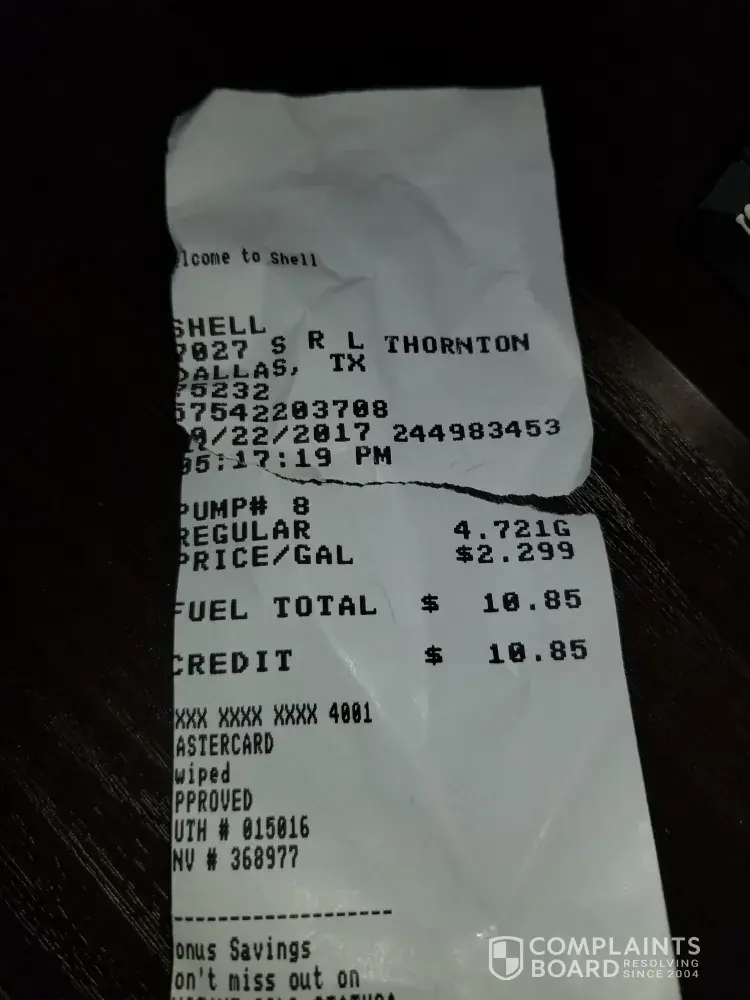 lcome to Shell
SHELL
7027 S R L THORNTON
DALLAS, TX
75232
57542203708
/22/2017 244983453
05:17:19 PM
PUMP# 8
REGULAR 4.721G
PRICE/GAL $2.299
FUEL TOTAL $ 10.85
CREDIT $ 10.85
XXX XXXX XXXX 4001
ASTERCARD
wiped
PPROVED
UTH # 015016
NV # 368977
--------------------
onus Savings
on't miss out on
COMPLAINTS
BOARD RESOLVING
SINCE 2004